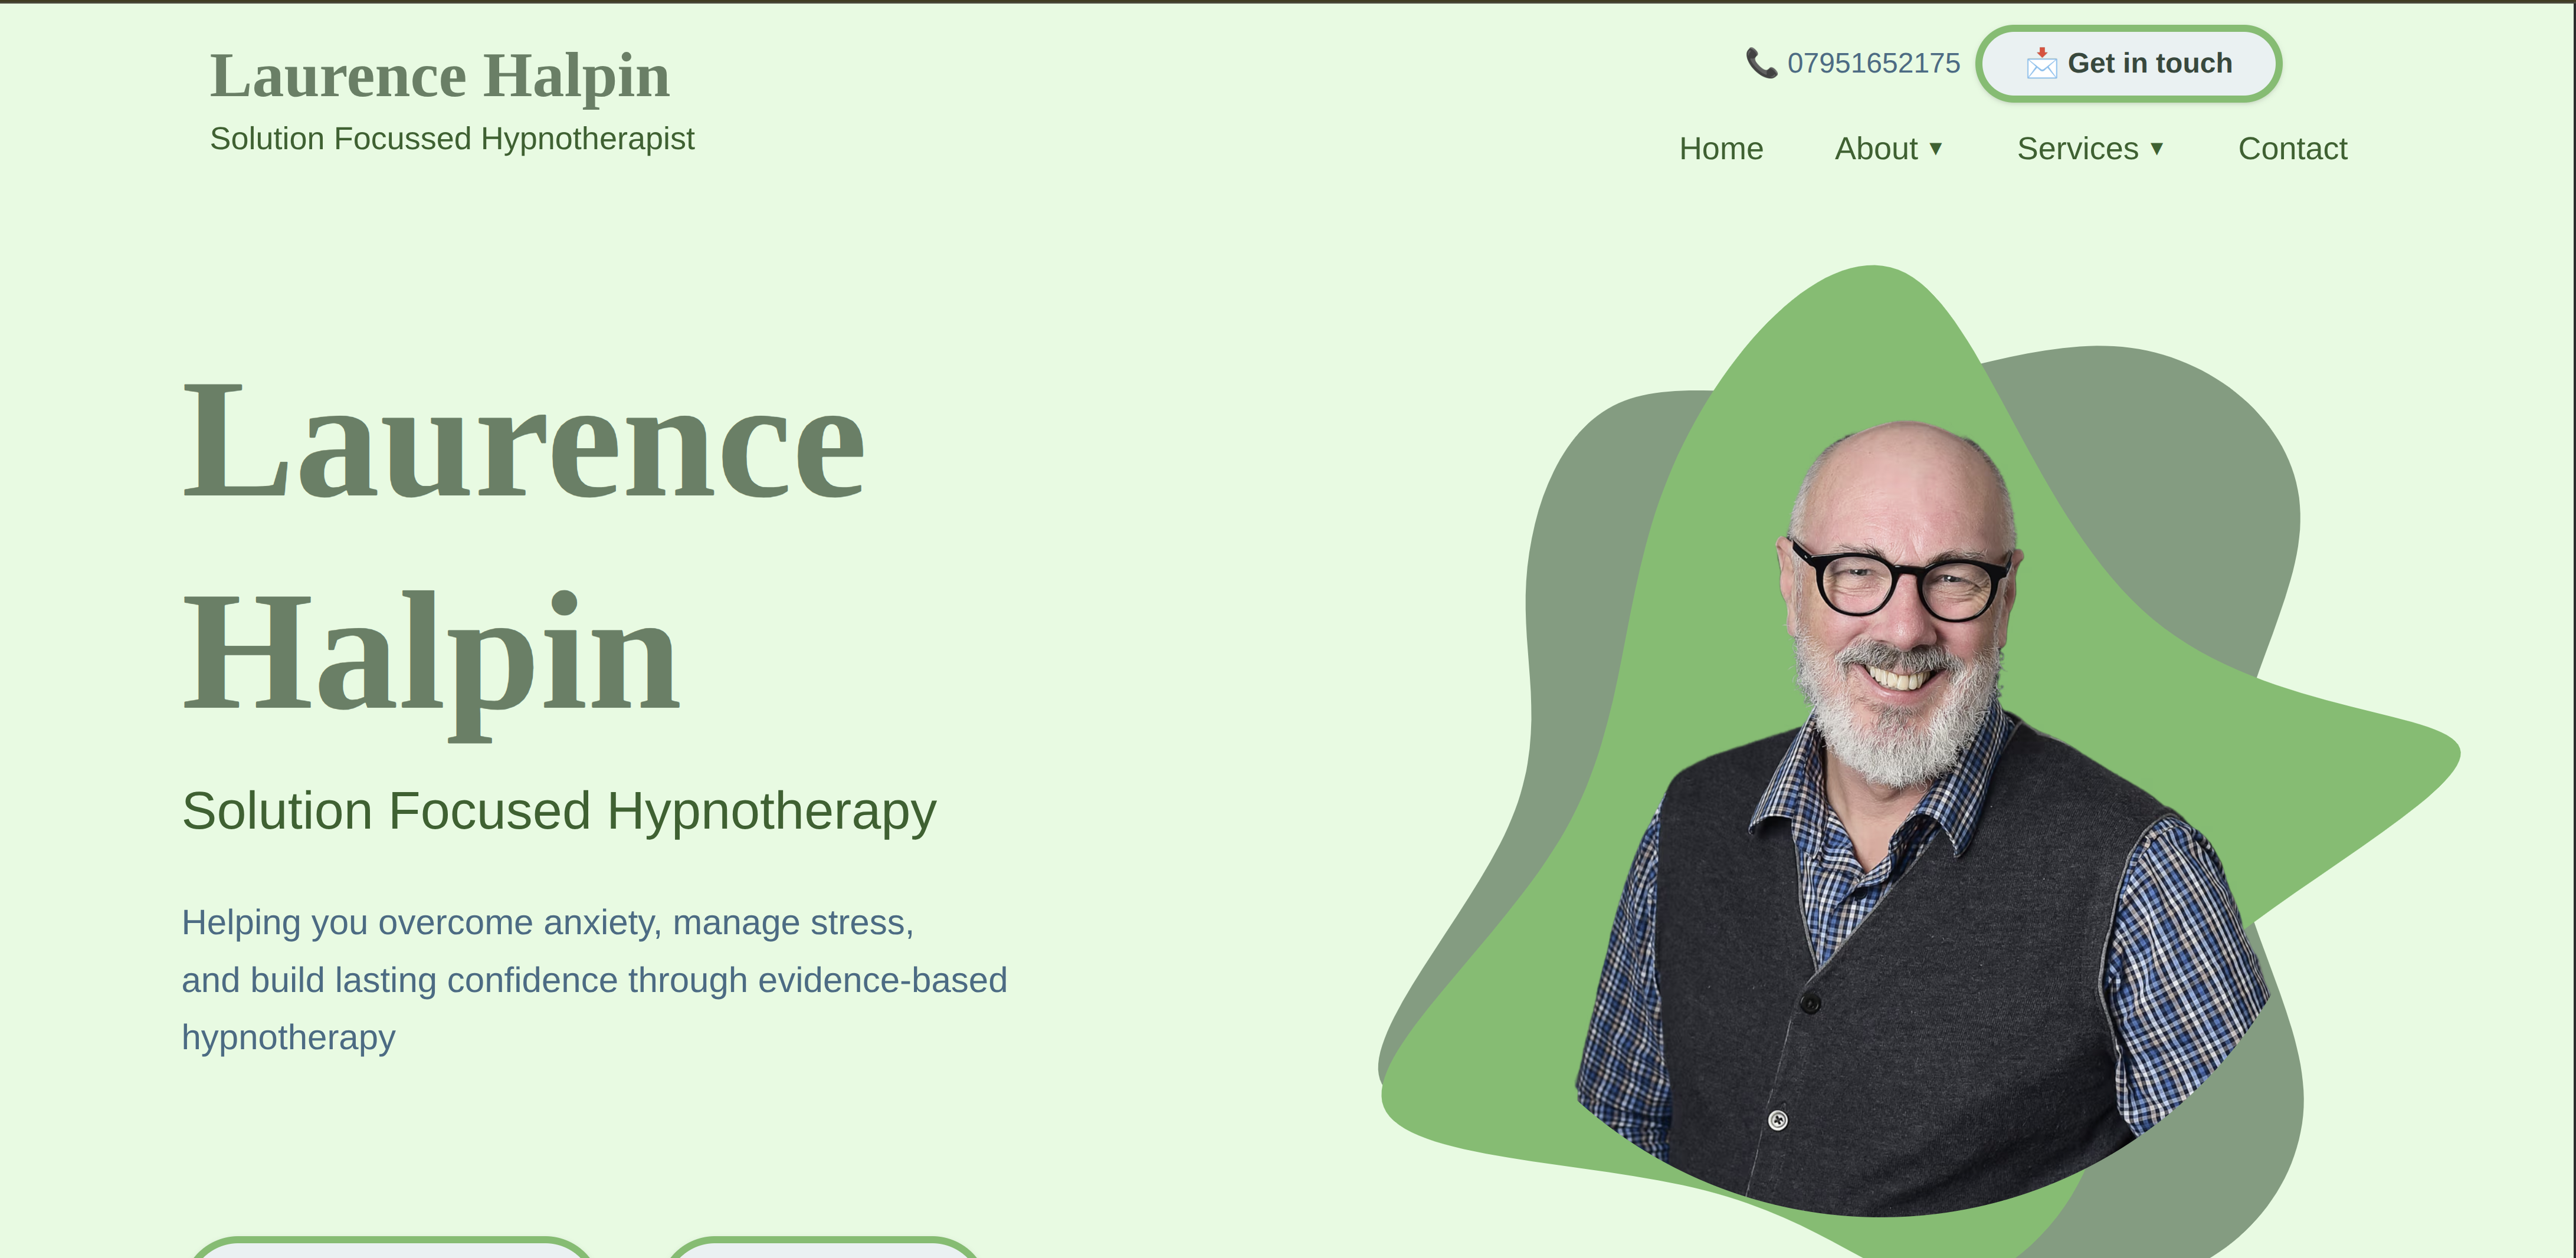 Laurence Halpin
Solution Focussed Hypnotherapist
07951652175
Get in touch
Home About ▼ Services ▼ Contact
Laurence
Halpin
Solution Focused Hypnotherapy
Helping you overcome anxiety, manage stress,
and build lasting confidence through evidence-based
hypnotherapy